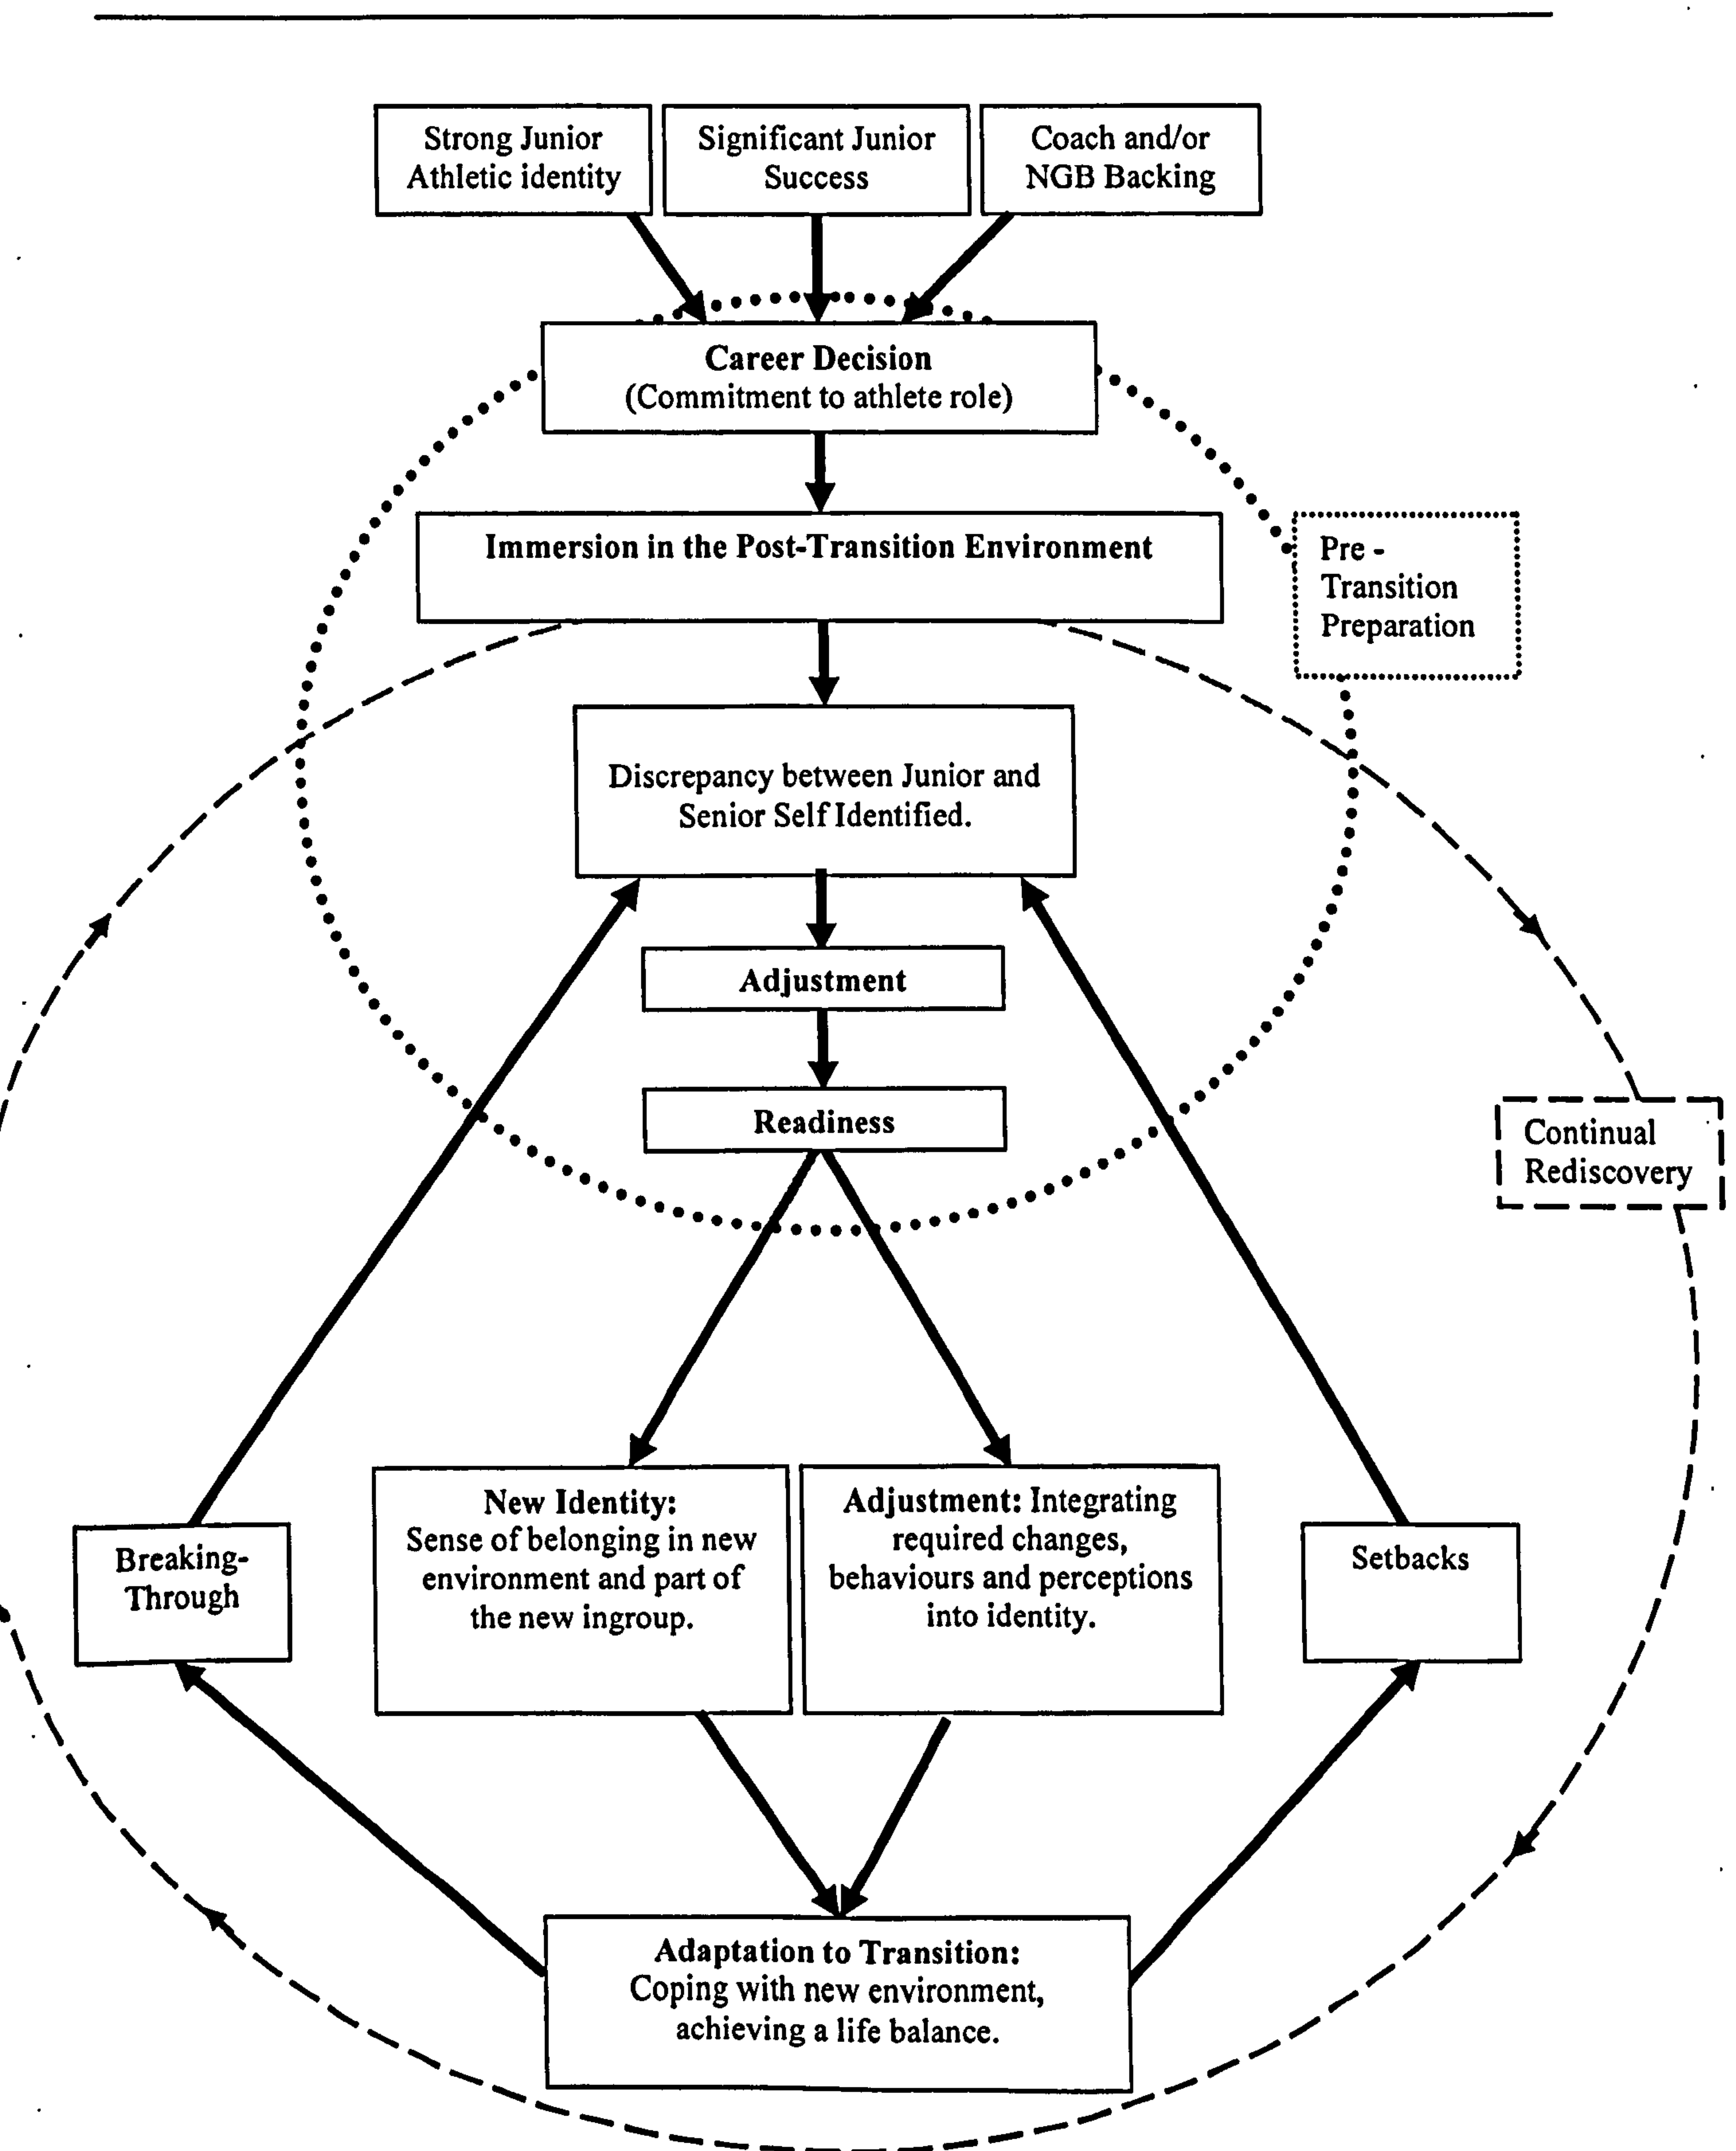 Strong Junior
Athletic identity
Significant Junior
Success
Coach and/or
NGB Backing
Career Decision
(Commitment to athlete role)
Immersion in the Post-Transition Environment
Pre -
Transition
Preparation
Discrepancy between Junior and
Senior Self Identified.
Adjustment
Readiness
Continual
Rediscovery
Breaking-
Through
New Identity:
Sense of belonging in new
environment and part of
the new ingroup.
Adjustment: Integrating
required changes,
behaviours and perceptions
into identity.
Setbacks
Adaptation to Transition:
Coping with new environment,
achieving a life balance.